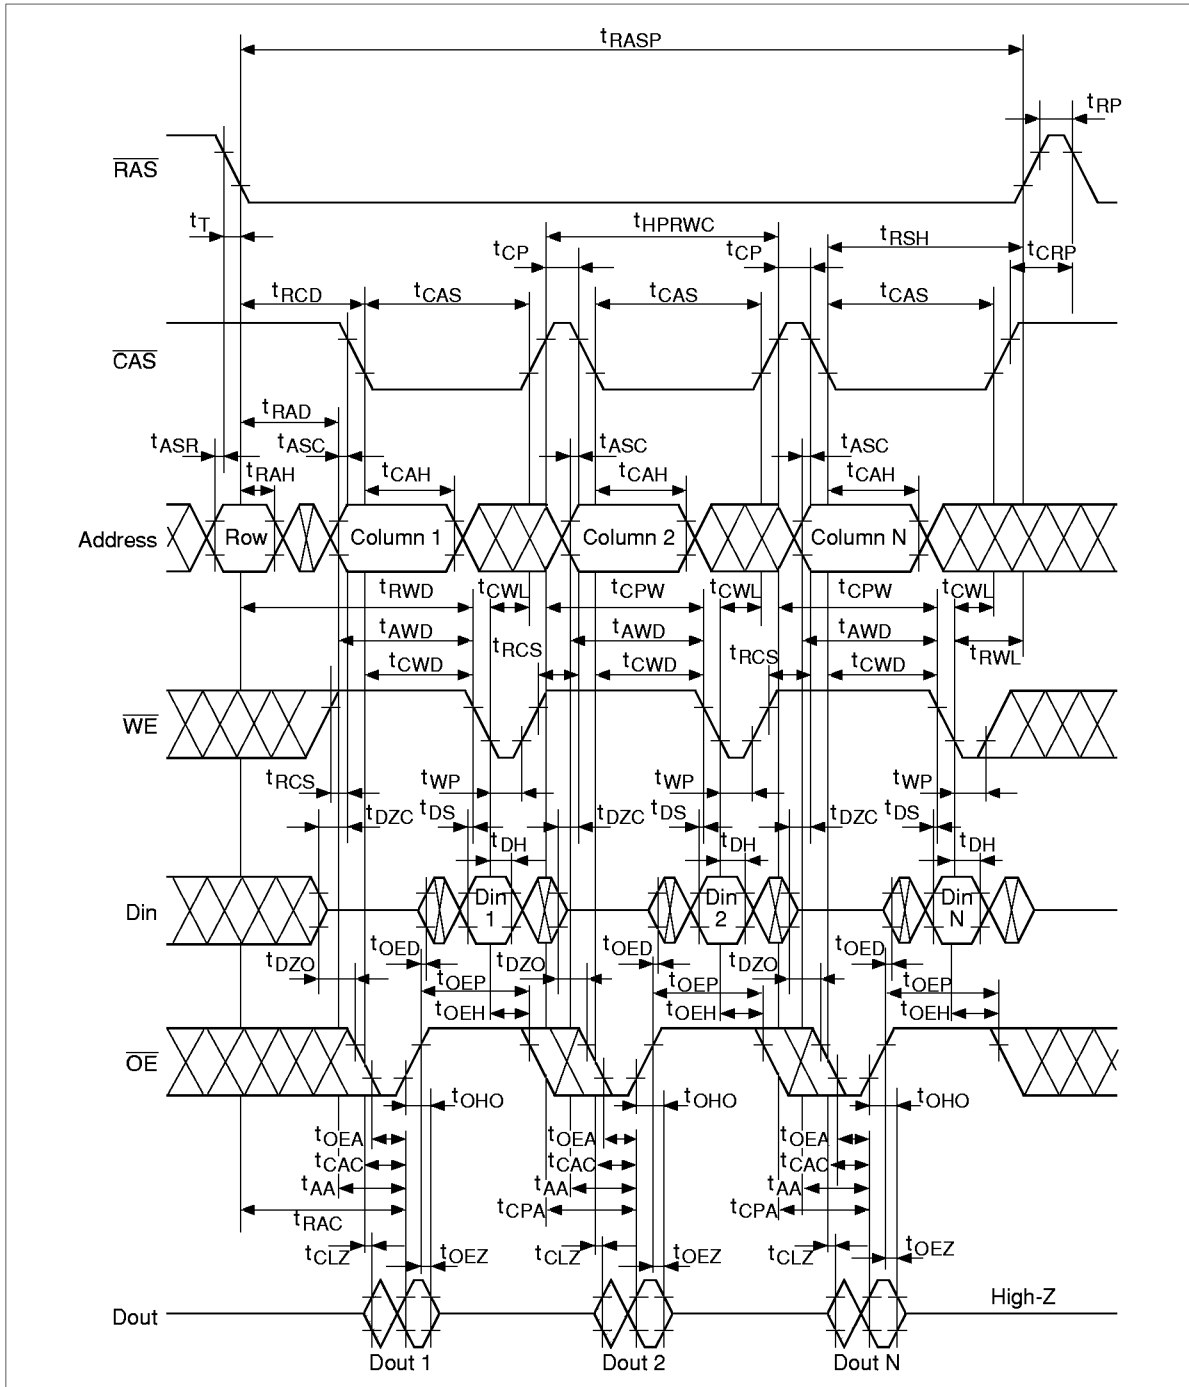 tRASP
tRP
RAS
tT
tHPRWC
tRSH
tCP
tCP
tCRP
tRCD
tCAS
tCAS
tCAS
CAS
tRAD
tASR
tASC
tASC
tASC
tRAH
tCAH
tCAH
tCAH
Address
Row
Column 1
Column 2
Column N
tRWD
tCWL
tCPW
tCWL
tCPW
tCWL
tAWD
tAWD
tAWD
tRCS
tRCS
tRWL
tCWD
tCWD
tCWD
WE
tRCS
tWP
tWP
tWP
tDZC
tDS
tDZC
tDS
tDZC
tDS
tDH
tDH
tDH
Din
Din 1
Din 2
Din N
tOED
tOED
tOED
tDZO
tDZO
tDZO
tOEP
tOEP
tOEP
tOEH
tOEH
tOEH
OE
tOHO
tOHO
tOHO
tOEA
tOEA
tOEA
tCAC
tCAC
tCAC
tAA
tAA
tAA
tRAC
tCPA
tCPA
tCLZ
tOEZ
tCLZ
tOEZ
tCLZ
tOEZ
High-Z
Dout
Dout 1
Dout 2
Dout N